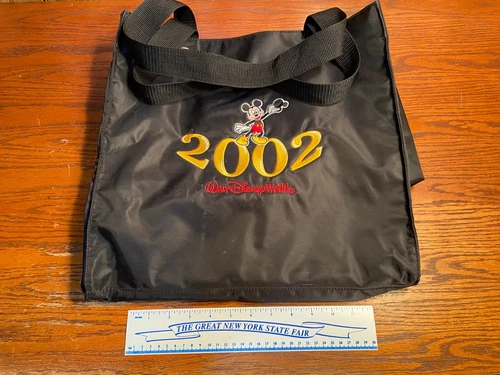 2002
Walt Disney World
THE GREAT NEW YORK STATE FAIR